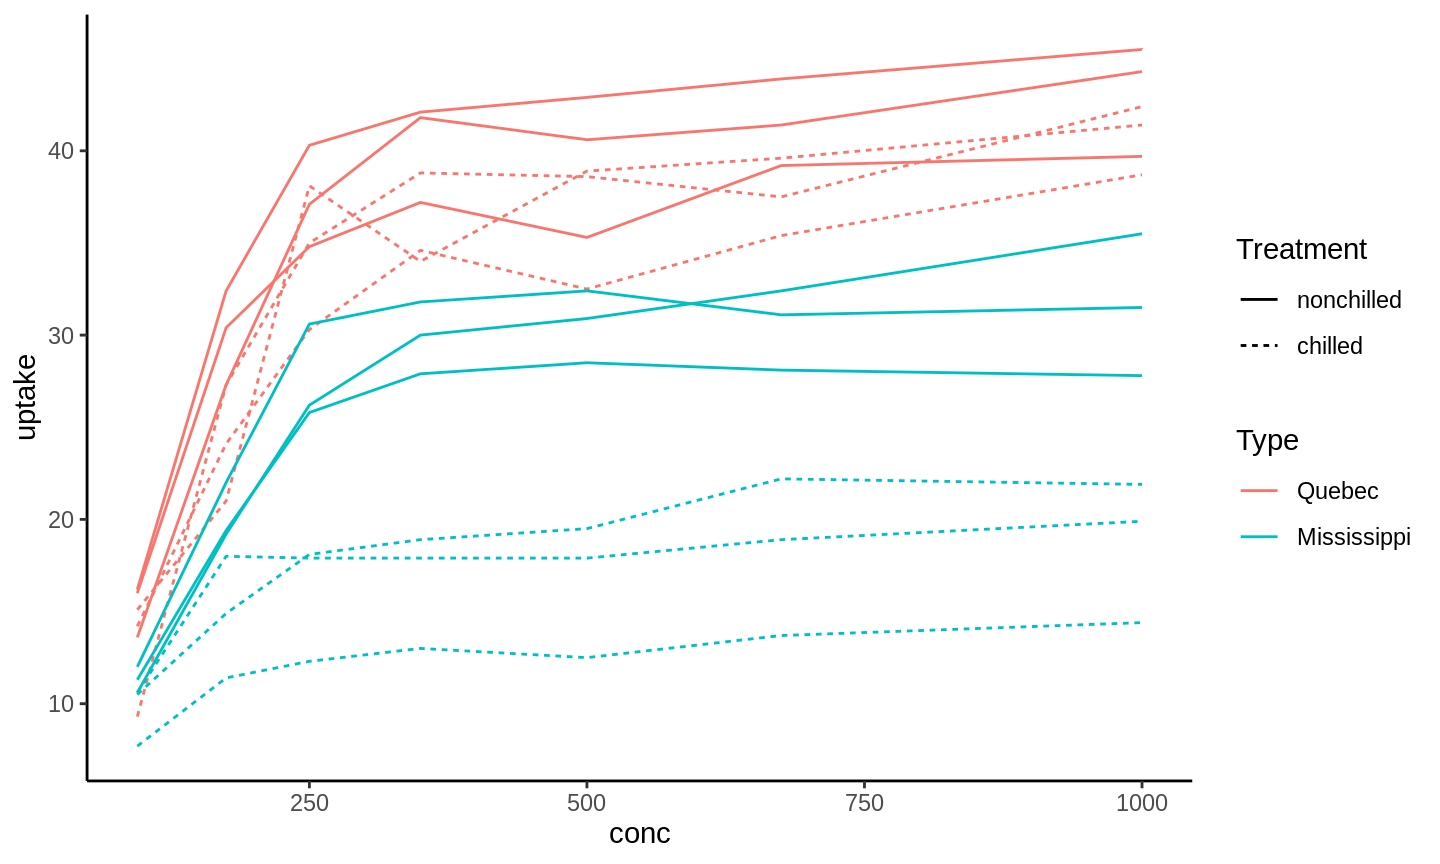 uptake
40
30
20
10
250 500 750 1000
conc
Treatment
nonchilled
chilled
Type
Quebec
Mississippi